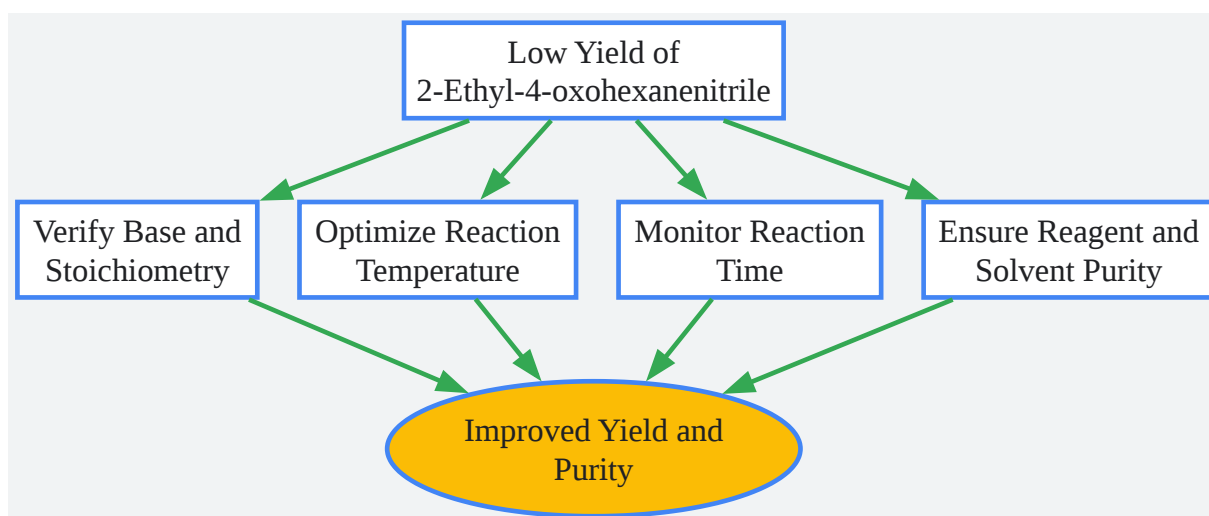 Low Yield of
2-Ethyl-4-oxohexanenitrile
Verify Base and
Stoichiometry
Optimize Reaction
Temperature
Monitor Reaction
Time
Ensure Reagent and
Solvent Purity
Improved Yield and
Purity